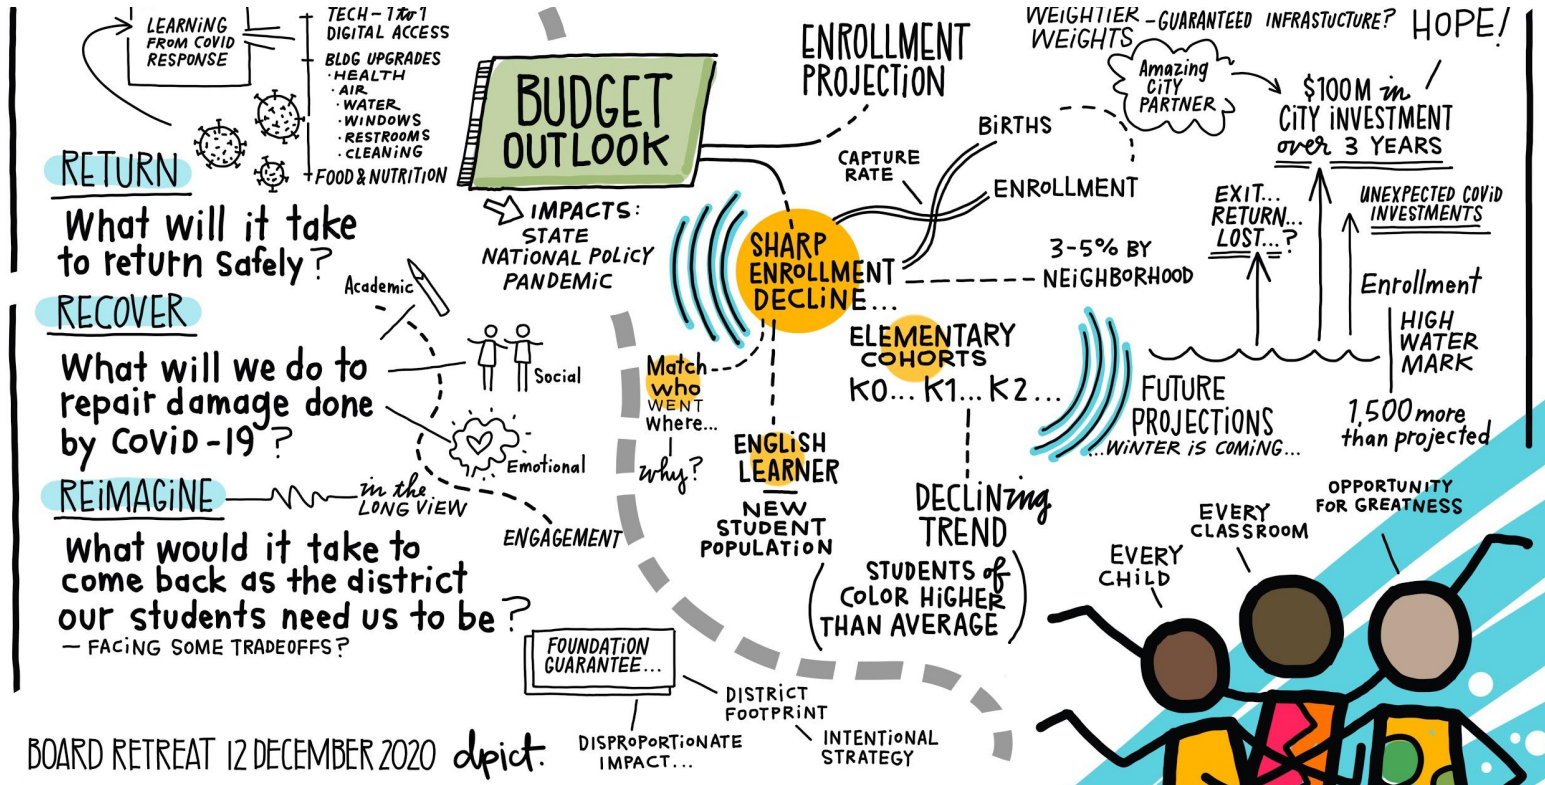 LEARNING
FROM COVID
RESPONSE
TECH - 1 to 1
DIGITAL ACCESS
BLDG UPGRADES
· HEALTH
· AIR
· WATER
· WINDOWS
· RESTROOMS
· CLEANING
FOOD & NUTRITION
RETURN
What will it take
to return safely?
RECOVER
What will we do to
repair damage done
by COVID-19?
Academic
Social
Emotional
ENGAGEMENT
REIMAGINE
in the
LONG VIEW
What would it take to
come back as the district
our students need us to be?
- FACING SOME TRADEOFFS?
BOARD RETREAT 12 DECEMBER 2020 dpict.
BUDGET
OUTLOOK
IMPACTS:
STATE
NATIONAL POLICY
PANDEMIC
ENROLLMENT
PROJECTION
SHARP
ENROLLMENT
DECLINE...
CAPTURE
RATE
BIRTHS
ENROLLMENT
3-5% BY
NEIGHBORHOOD
Match
who
WENT
where...
why?
ENGLISH
LEARNER
NEW
STUDENT
POPULATION
ELEMENTARY
COHORTS
K0... K1... K2...
DECLINING
TREND
(STUDENTS of
COLOR HIGHER
THAN AVERAGE)
FOUNDATION
GUARANTEE...
DISTRICT
FOOTPRINT
INTENTIONAL
STRATEGY
DISPROPORTIONATE
IMPACT...
WEIGHTIER
WEIGHTS
- GUARANTEED INFRASTUCTURE?
HOPE!
Amazing
CITY
PARTNER
$100M in
CITY INVESTMENT
over 3 YEARS
EXIT...
RETURN...
LOST...?
UNEXPECTED COVID
INVESTMENTS
Enrollment
HIGH
WATER
MARK
1,500 more
than projected
FUTURE
PROJECTIONS
...WINTER IS COMING...
EVERY
CHILD
EVERY
CLASSROOM
OPPORTUNITY
FOR GREATNESS